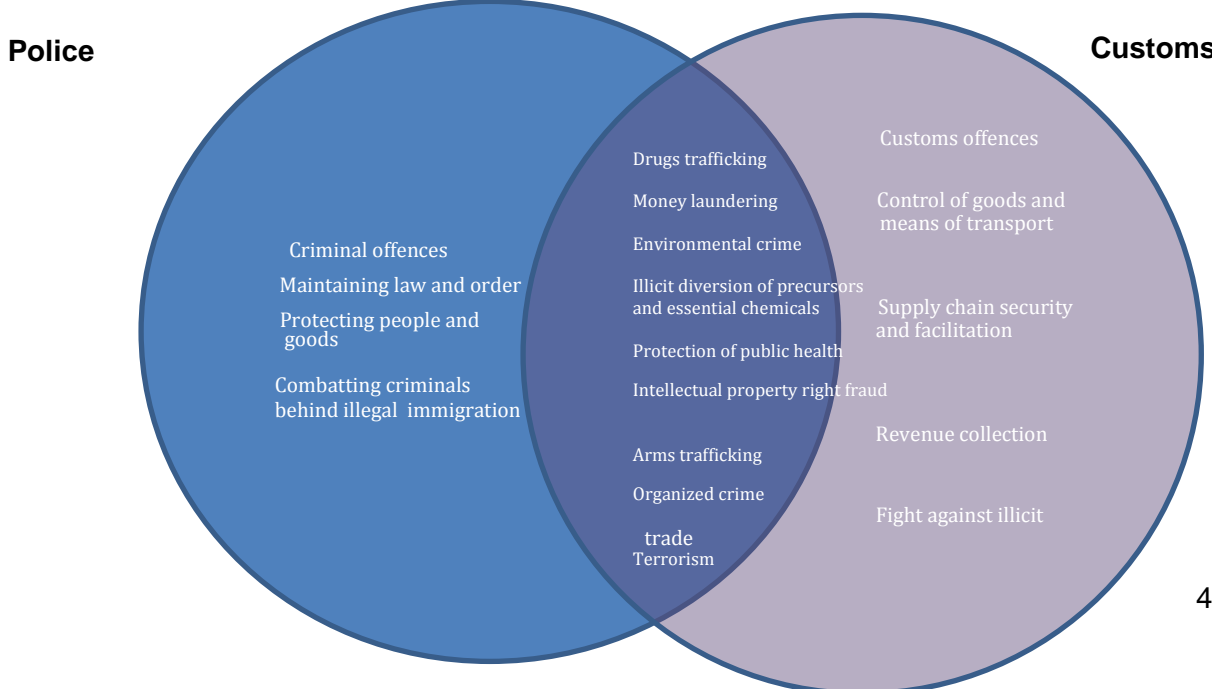 Police
Customs
Criminal offences
Maintaining law and order
Protecting people and
goods
Combatting criminals
behind illegal immigration
Drugs trafficking
Money laundering
Environmental crime
Illicit diversion of precursors
and essential chemicals
Protection of public health
Intellectual property right fraud
Arms trafficking
Organized crime
trade
Terrorism
Customs offences
Control of goods and
means of transport
Supply chain security
and facilitation
Revenue collection
Fight against illicit
4